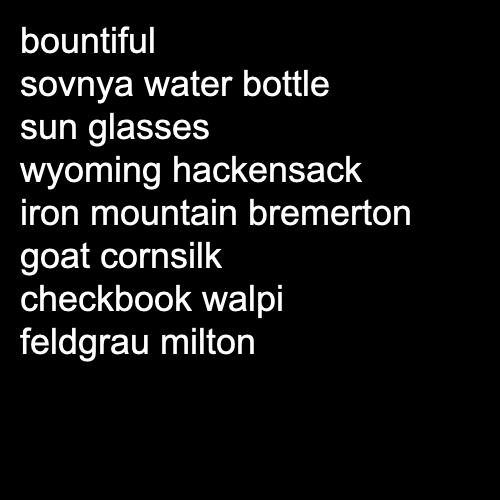 bountiful
sovnya water bottle
sun glasses
wyoming hackensack
iron mountain bremerton
goat cornsilk
checkbook walpi
feldgrau milton